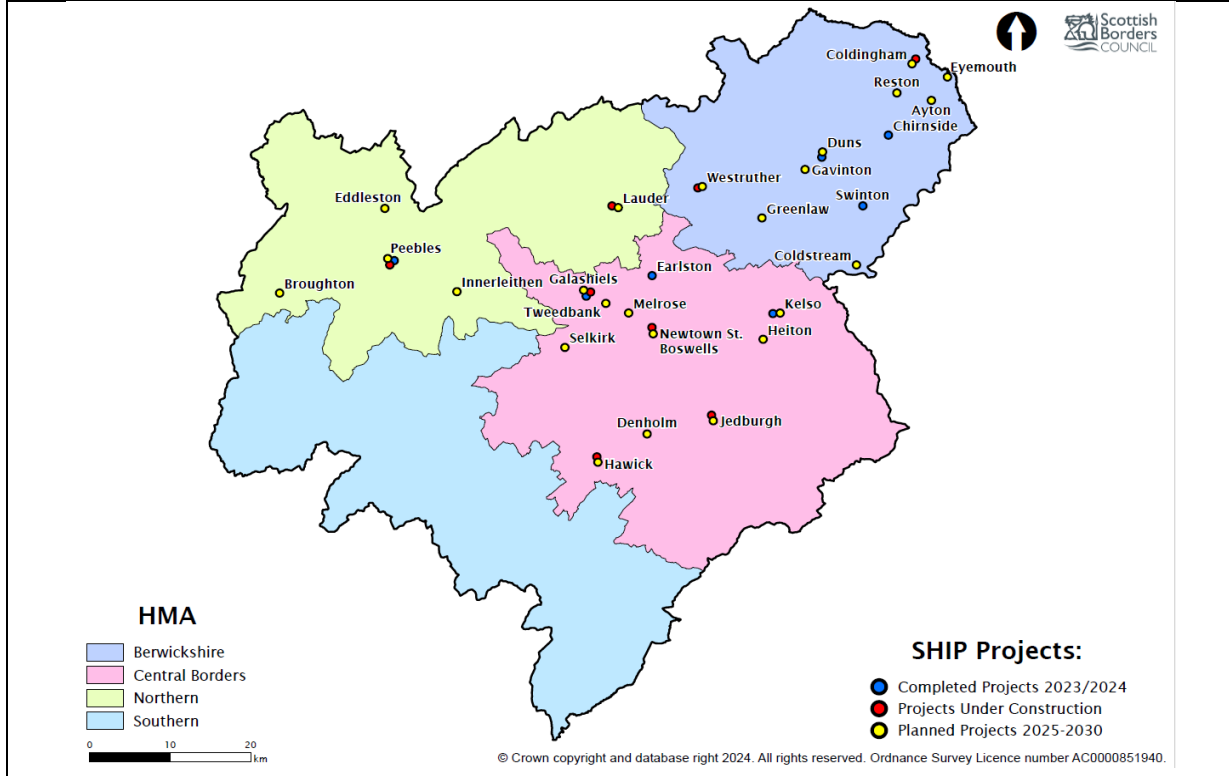 Scottish
Borders
COUNCIL
Coldingham
Eyemouth
Reston
Ayton
Chirnside
Duns
Gavinton
Westruther
Swinton
Eddleston
Lauder
Greenlaw
Peebles
Coldstream
Earlston
Broughton
Innerleithen
Galashiels
Tweedbank
Melrose
Kelso
Selkirk
Newtown St.
Boswells
Heiton
Denholm
Jedburgh
Hawick
HMA
Berwickshire
Central Borders
Northern
Southern
0 10 20
km
SHIP Projects:
Completed Projects 2023/2024
Projects Under Construction
Planned Projects 2025-2030
© Crown copyright and database right 2024. All rights reserved. Ordnance Survey Licence number AC0000851940.